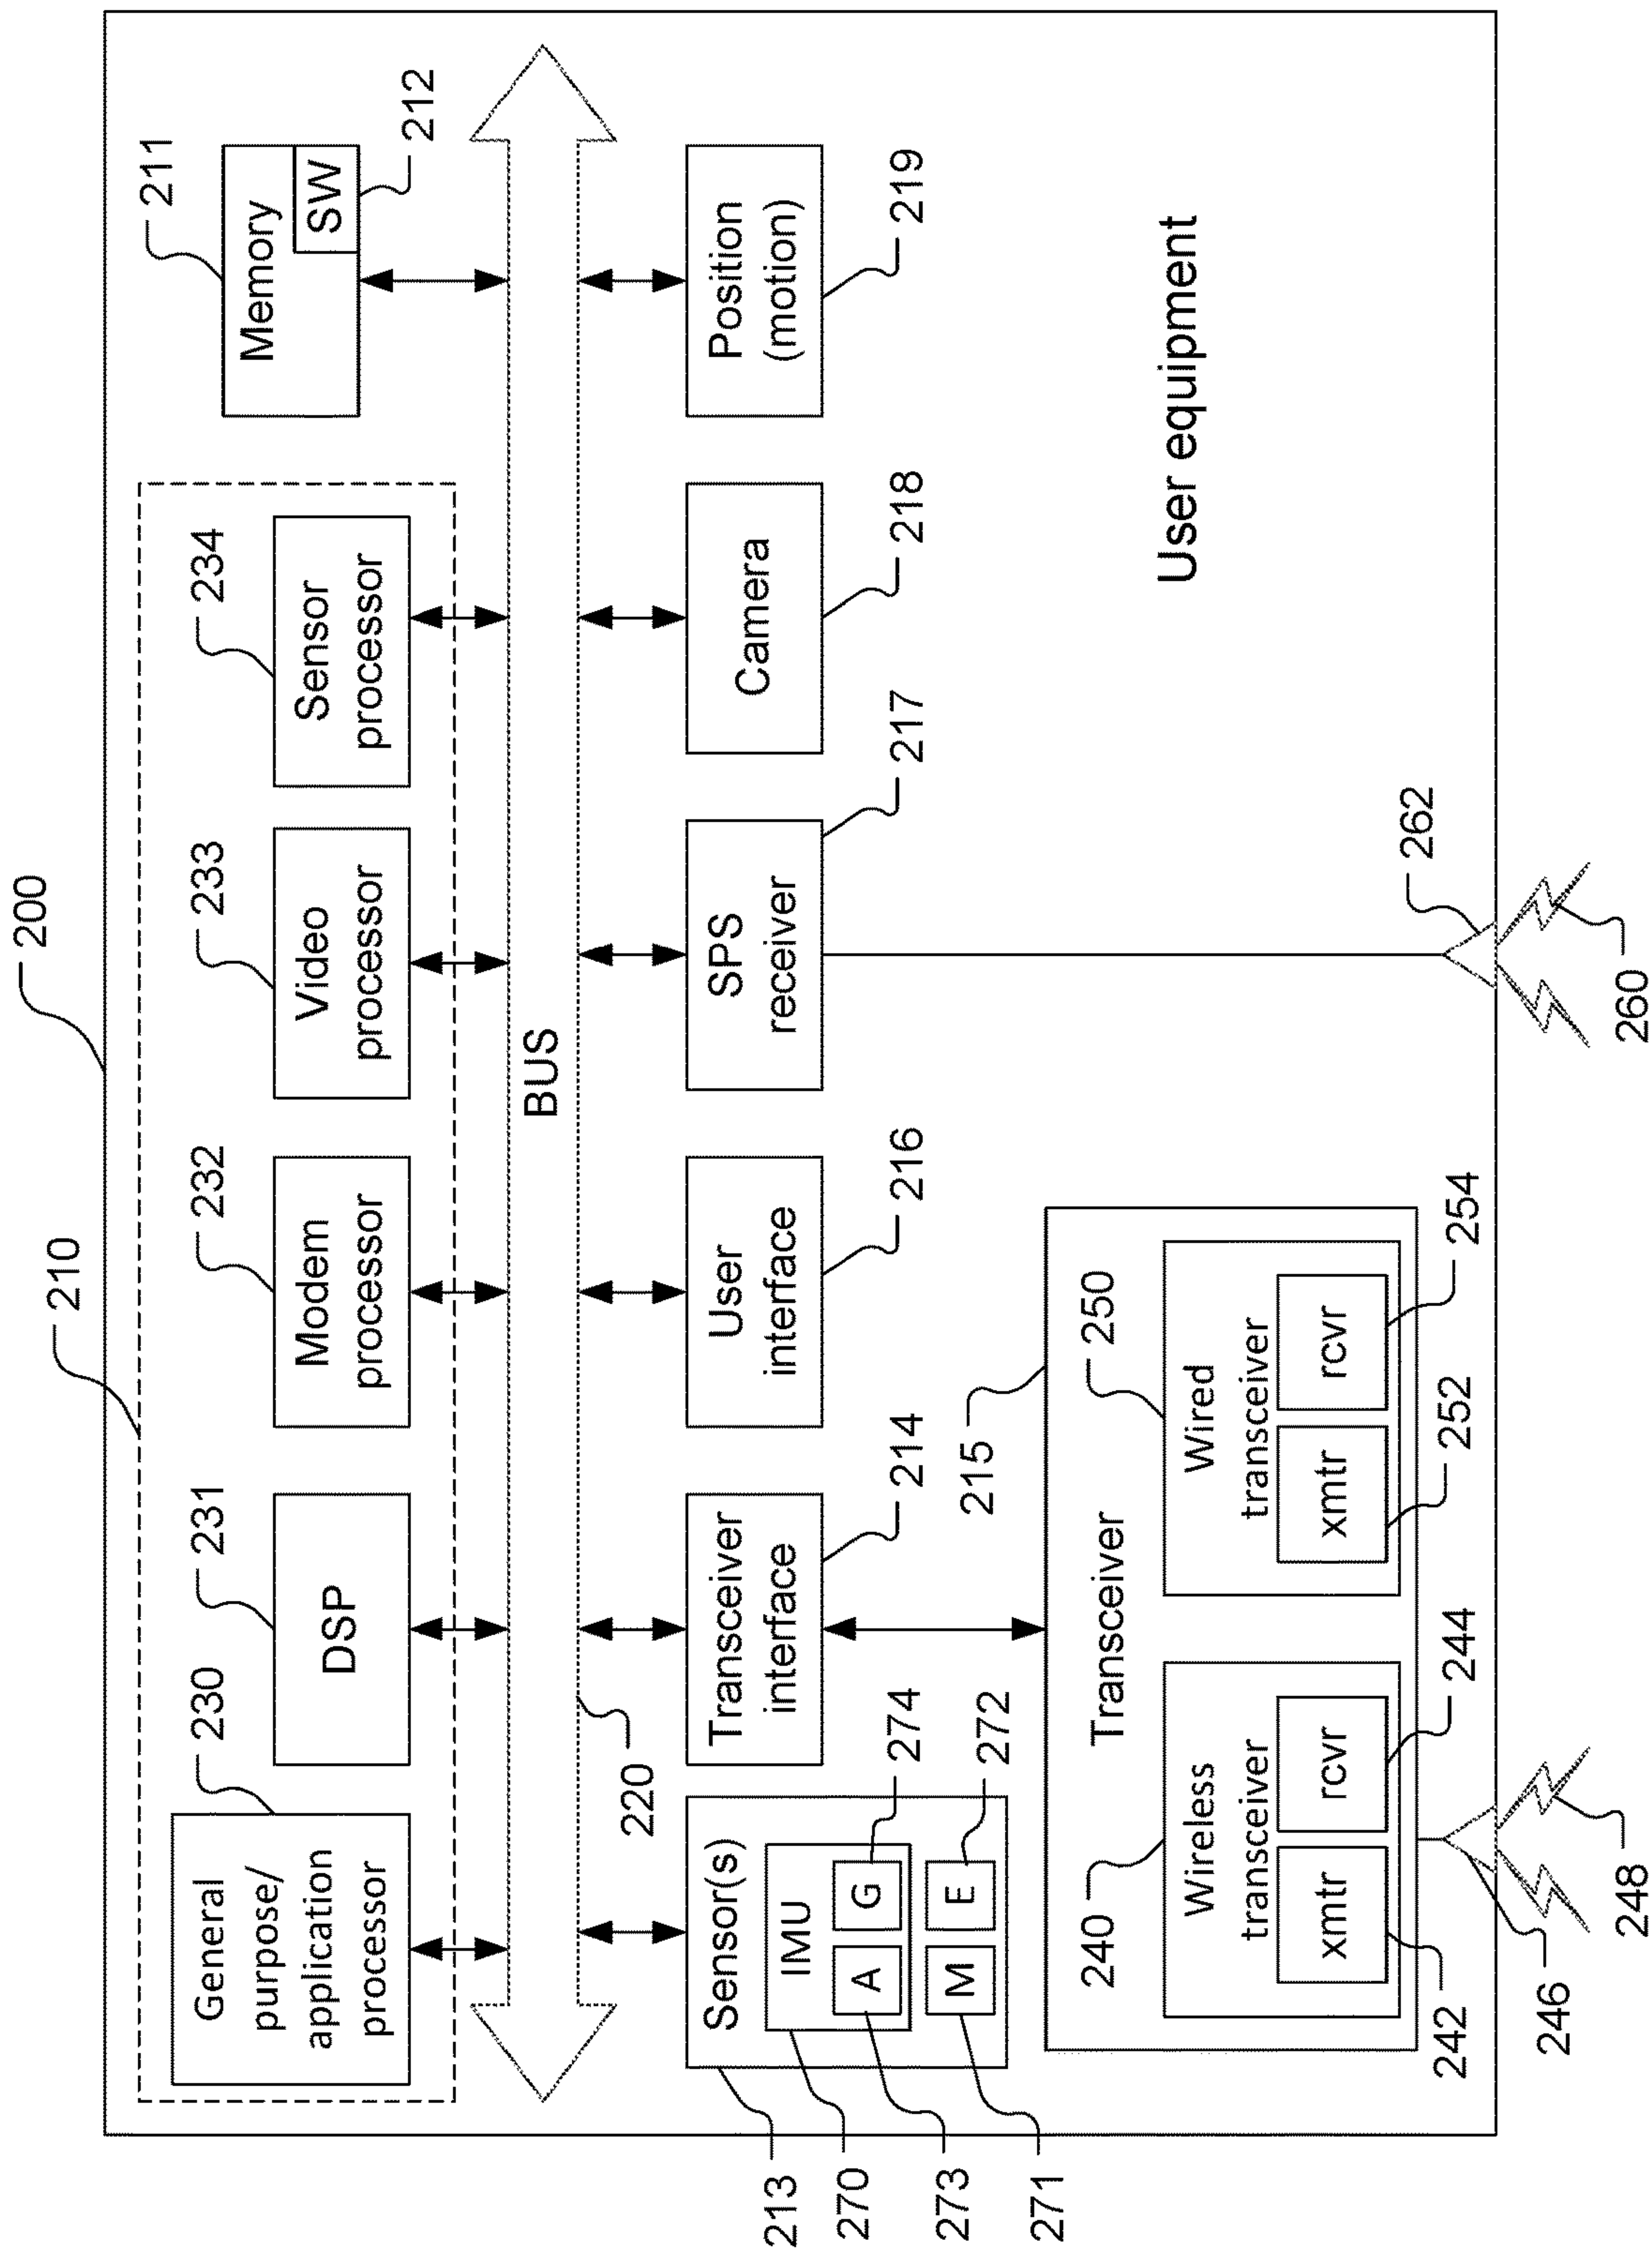 200
210
230
231
232
233
234
211
General
purpose/
application
processor
DSP
Modem
processor
Video
processor
Sensor
processor
Memory
SW
212
BUS
220
Sensor(s)
IMU
A
G
M
E
213
270
273
271
274
272
Transceiver
interface
214
User
interface
216
SPS
receiver
217
Camera
218
Position
(motion)
219
215
Transceiver
240
Wireless
transceiver
xmtr
rcvr
242
244
250
Wired
transceiver
xmtr
rcvr
252
254
User equipment
246
248
262
260